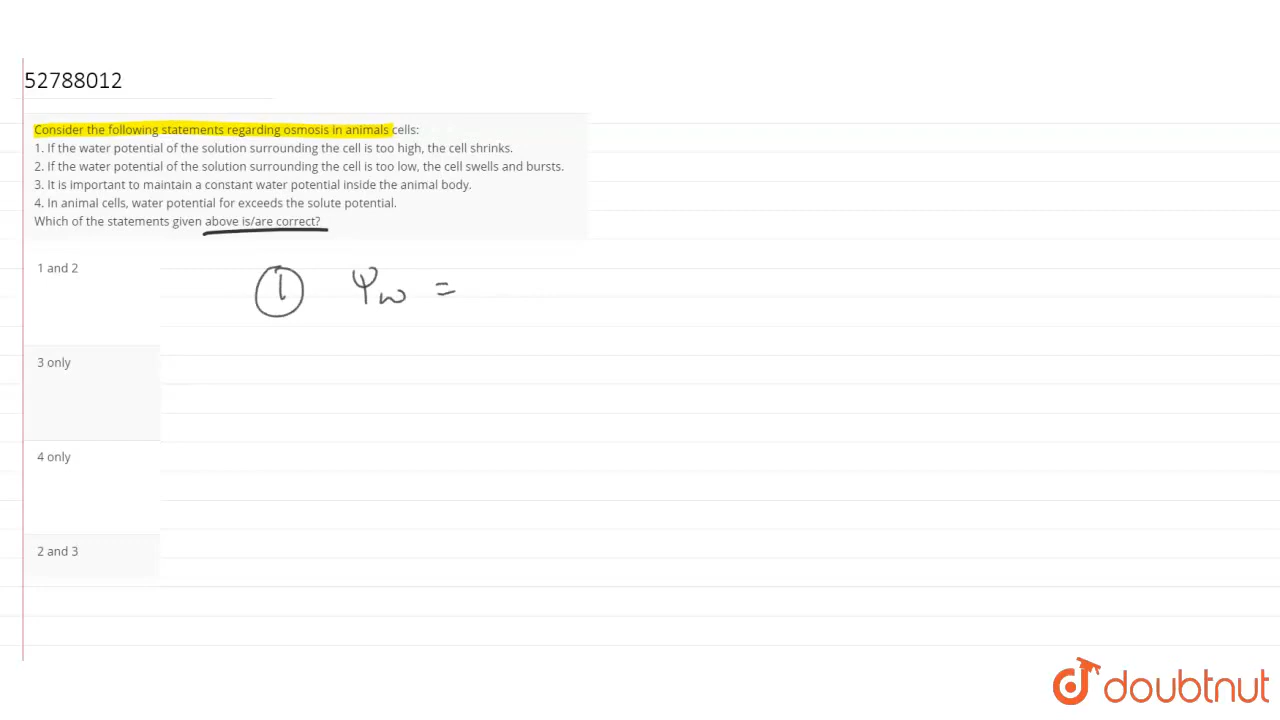 52788012
Consider the following statements regarding osmosis in animals cells:
1. If the water potential of the solution surrounding the cell is too high, the cell shrinks.
2. If the water potential of the solution surrounding the cell is too low, the cell swells and bursts.
3. It is important to maintain a constant water potential inside the animal body.
4. In animal cells, water potential for exceeds the solute potential.
Which of the statements given above is/are correct?
1 and 2
① Ψw =
3 only
4 only
2 and 3
doubtnut